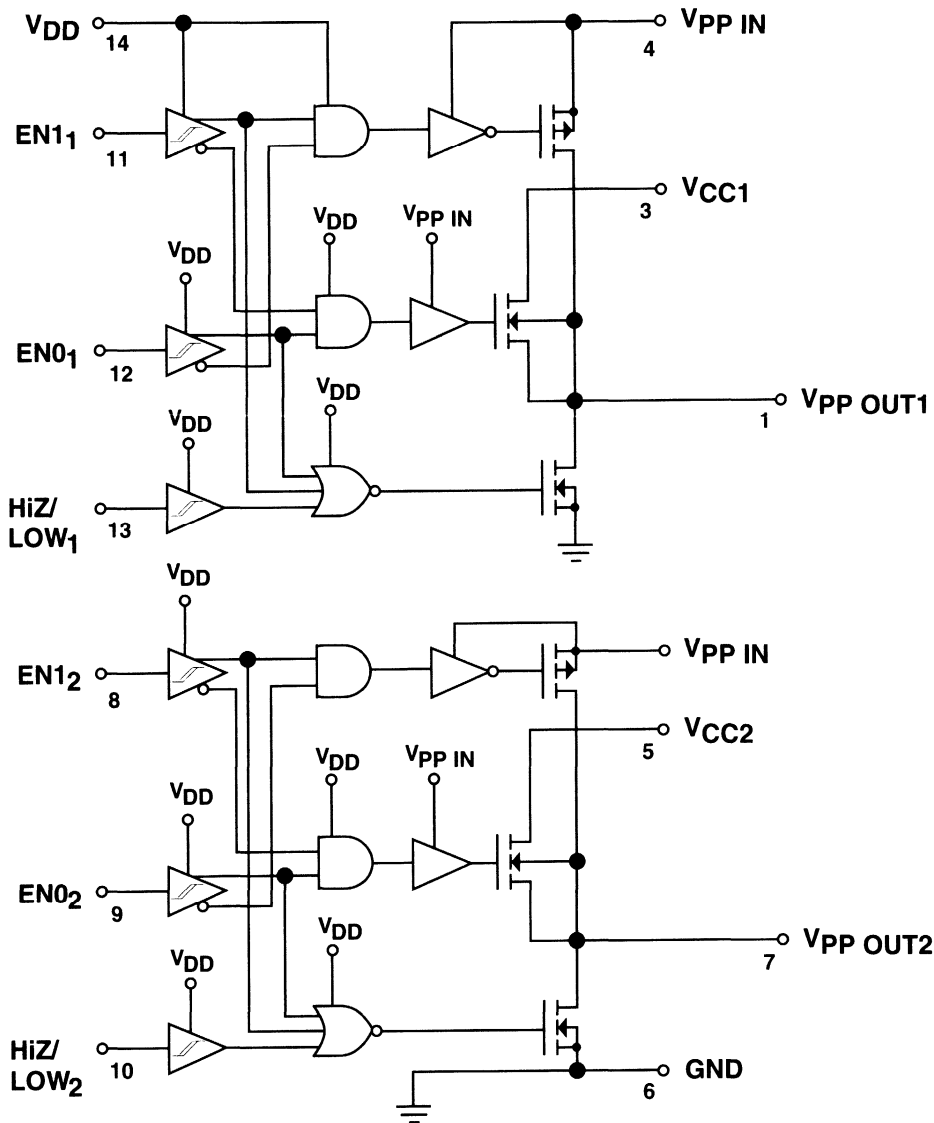 VDD
14
VPP IN
4
EN11
11
VCC1
3
VDD
VPP IN
VDD
EN01
12
VDD
VPP OUT1
1
VDD
HiZ/
LOW1
13
VDD
EN12
8
VPP IN
VCC2
5
VDD
VPP IN
VDD
EN02
9
VDD
VPP OUT2
7
VDD
HiZ/
LOW2
10
GND
6